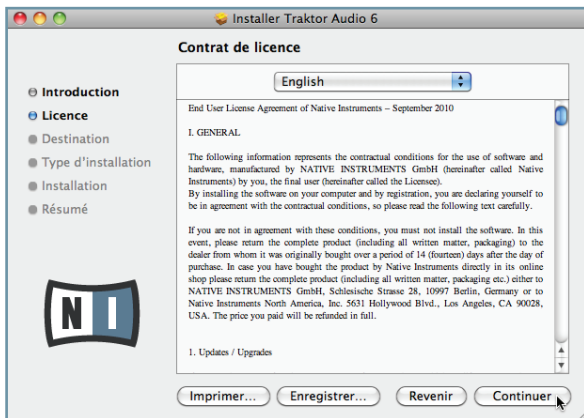 Installer Traktor Audio 6
Contrat de licence
Introduction
Licence
Destination
Type d'installation
Installation
Résumé
NI
English
End User License Agreement of Native Instruments – September 2010
I. GENERAL
The following information represents the contractual conditions for the use of software and
hardware, manufactured by NATIVE INSTRUMENTS GmbH (hereinafter called Native
Instruments) by you, the final user (hereinafter called the Licensee).
By installing the software on your computer and by registration, you are declaring yourself to
be in agreement with the contractual conditions, so please read the following text carefully.
If you are not in agreement with these conditions, you must not install the software. In this
event, please return the complete product (including all written matter, packaging) to the
dealer from whom it was originally bought over a period of 14 (fourteen) days after the day of
purchase. In case you have bought the product by Native Instruments directly in its online
shop please return the complete product (including all written matter, packaging etc.) either to
NATIVE INSTRUMENTS GmbH, Schlesische Strasse 28, 10997 Berlin, Germany or to
Native Instruments North America, Inc. 5631 Hollywood Blvd., Los Angeles, CA 90028,
USA. The price you paid will be refunded in full.
1. Updates / Upgrades
Imprimer... Enregistrer... Revenir Continuer